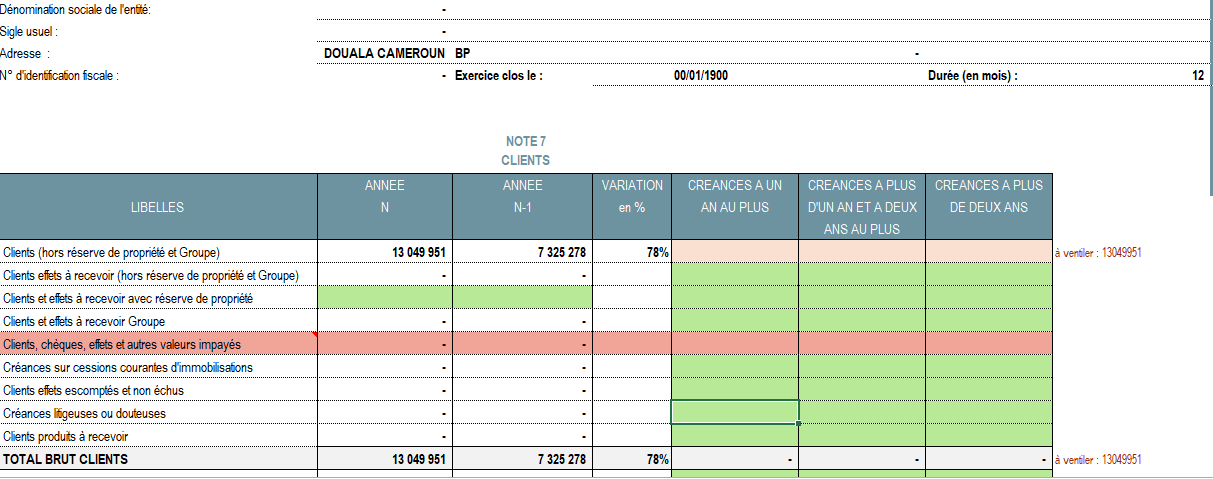 Dénomination sociale de l'entité: -
Sigle usuel : -
Adresse : DOUALA CAMEROUN BP -
N° d'identification fiscale : - Exercice clos le : 00/01/1900 Durée (en mois) : 12
NOTE 7
CLIENTS
LIBELLES ANNEE N ANNEE N-1 VARIATION en % CREANCES A UN AN AU PLUS CREANCES A PLUS D'UN AN ET A DEUX ANS AU PLUS CREANCES A PLUS DE DEUX ANS
Clients (hors réserve de propriété et Groupe) 13 049 951 7 325 278 78% à ventiler : 13049951
Clients effets à recevoir (hors réserve de propriété et Groupe) - -
Clients et effets à recevoir avec réserve de propriété
Clients et effets à recevoir Groupe - -
Clients, chèques, effets et autres valeurs impayés - -
Créances sur cessions courantes d'immobilisations - -
Clients effets escomptés et non échus - -
Créances litigeuses ou douteuses - -
Clients produits à recevoir - -
TOTAL BRUT CLIENTS 13 049 951 7 325 278 78% - - - à ventiler : 13049951